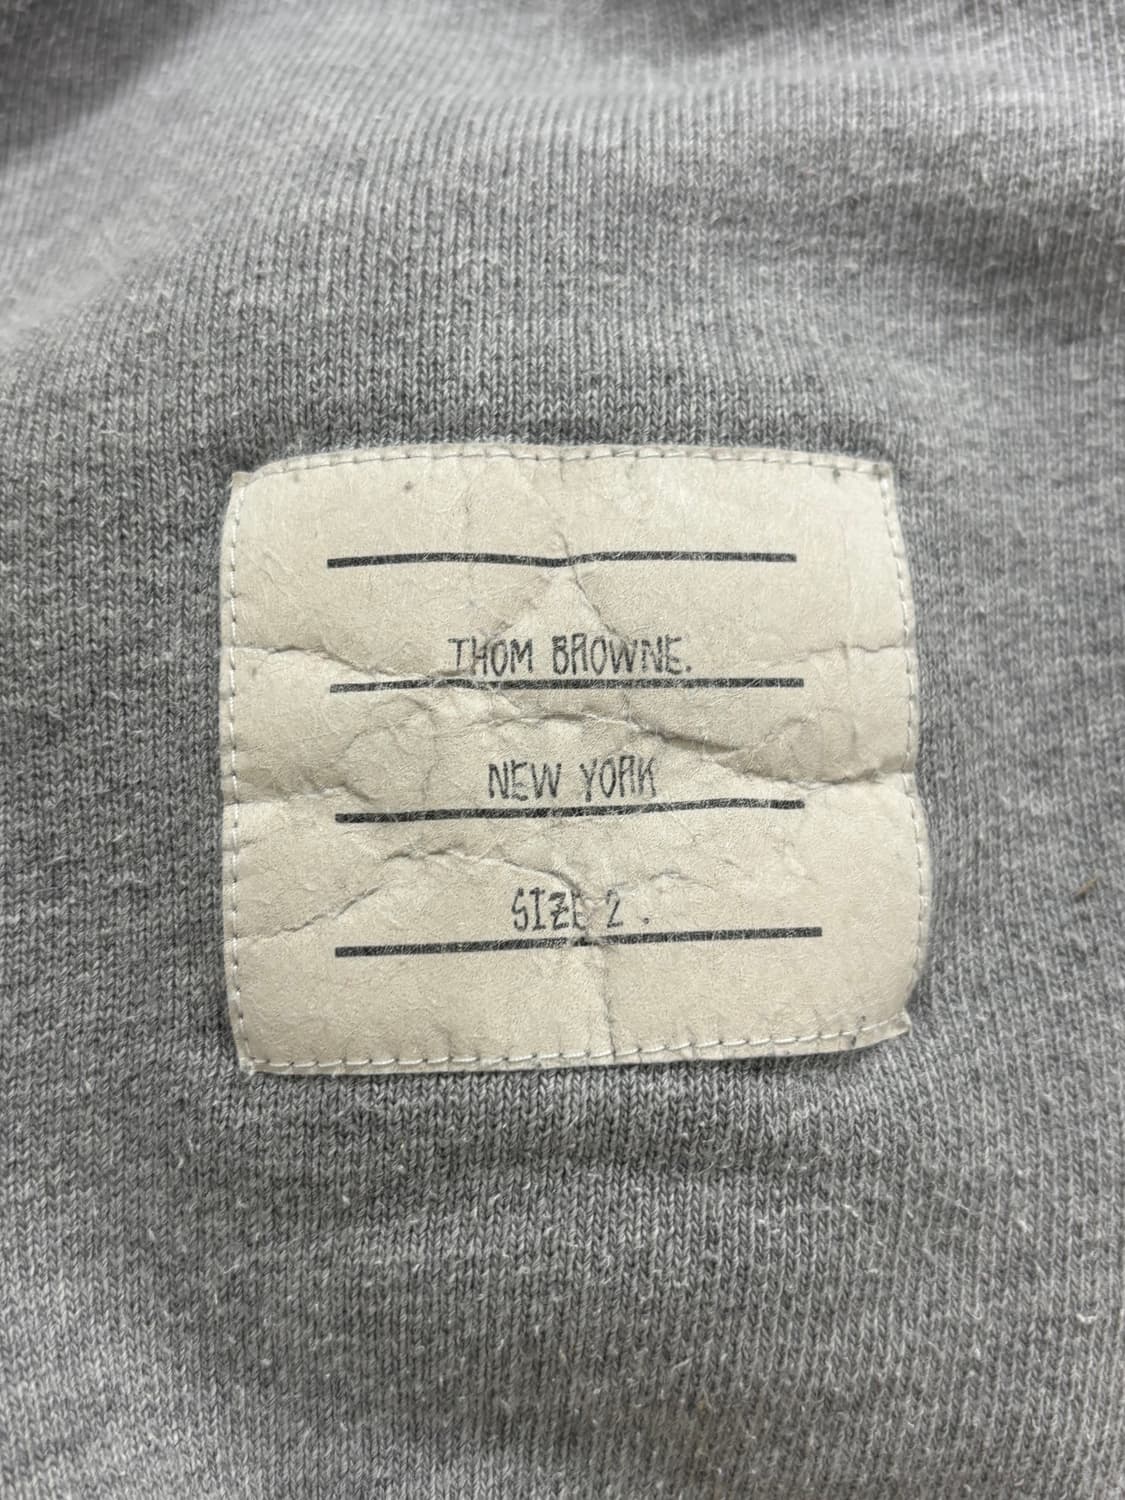 THOM BROWNE.
NEW YORK
SIZE 2.